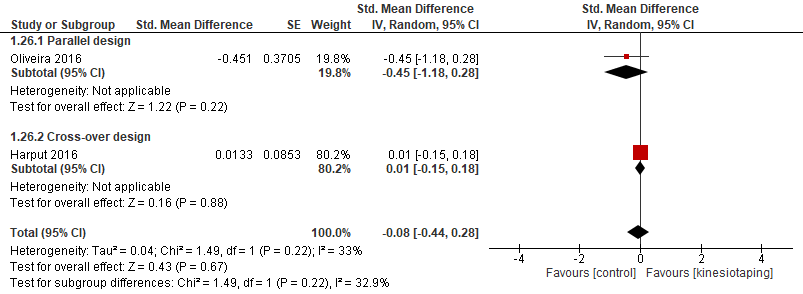 Std. Mean Difference Std. Mean Difference
Study or Subgroup Std. Mean Difference SE Weight IV, Random, 95% CI IV, Random, 95% CI
1.26.1 Parallel design
Oliveira 2016 -0.451 0.3705 19.8% -0.45 [-1.18, 0.28]
Subtotal (95% CI) 19.8% -0.45 [-1.18, 0.28]
Heterogeneity: Not applicable
Test for overall effect: Z = 1.22 (P = 0.22)
1.26.2 Cross-over design
Harput 2016 0.0133 0.0853 80.2% 0.01 [-0.15, 0.18]
Subtotal (95% CI) 80.2% 0.01 [-0.15, 0.18]
Heterogeneity: Not applicable
Test for overall effect: Z = 0.16 (P = 0.88)
Total (95% CI) 100.0% -0.08 [-0.44, 0.28]
Heterogeneity: Tau² = 0.04; Chi² = 1.49, df = 1 (P = 0.22); I² = 33%
Test for overall effect: Z = 0.43 (P = 0.67)
Test for subgroup differences: Chi² = 1.49, df = 1 (P = 0.22), I² = 32.9%
-4 -2 0 2 4
Favours [control] Favours [kinesiotaping]